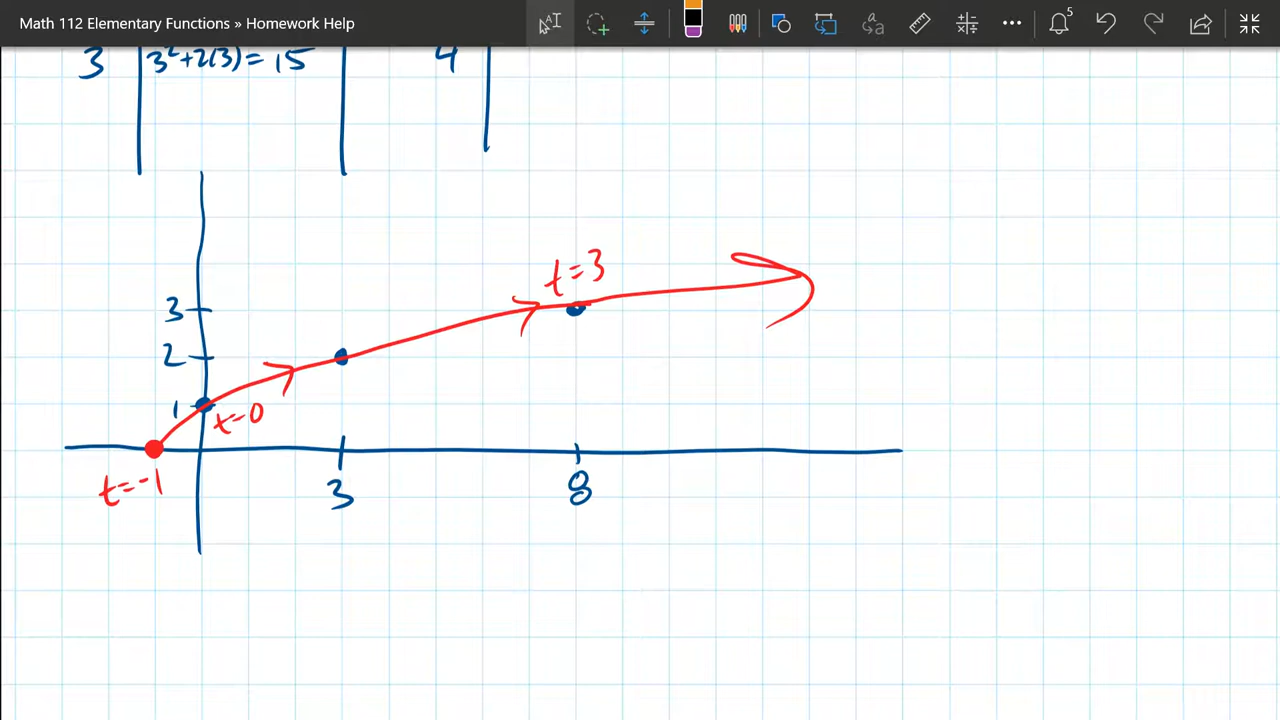 Math 112 Elementary Functions » Homework Help
5
3 3²+2(3)=15 4
t=3
3
2
1
t=0
t=-1
3
8